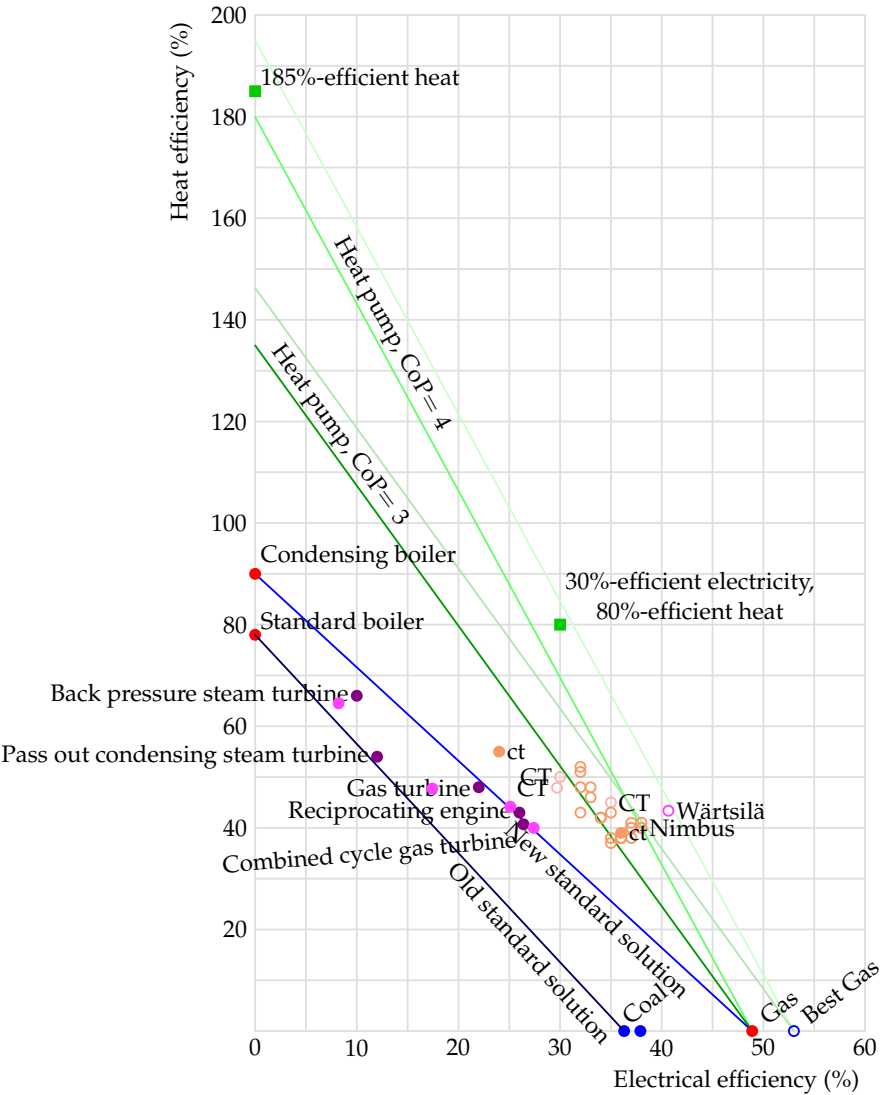 200
Heat efficiency (%)
185%-efficient heat
180
160
Heat pump, CoP= 4
140
Heat pump, CoP= 3
120
100
Condensing boiler
30%-efficient electricity,
80%-efficient heat
80
Standard boiler
Back pressure steam turbine
60
Pass out condensing steam turbine
ct
CT
CT
Gas turbine
CT
Wärtsilä
Reciprocating engine
40
ct
Nimbus
Combined cycle gas turbine
New standard solution
Old standard solution
20
Coal
Gas
Best Gas
0
10
20
30
40
50
60
Electrical efficiency (%)